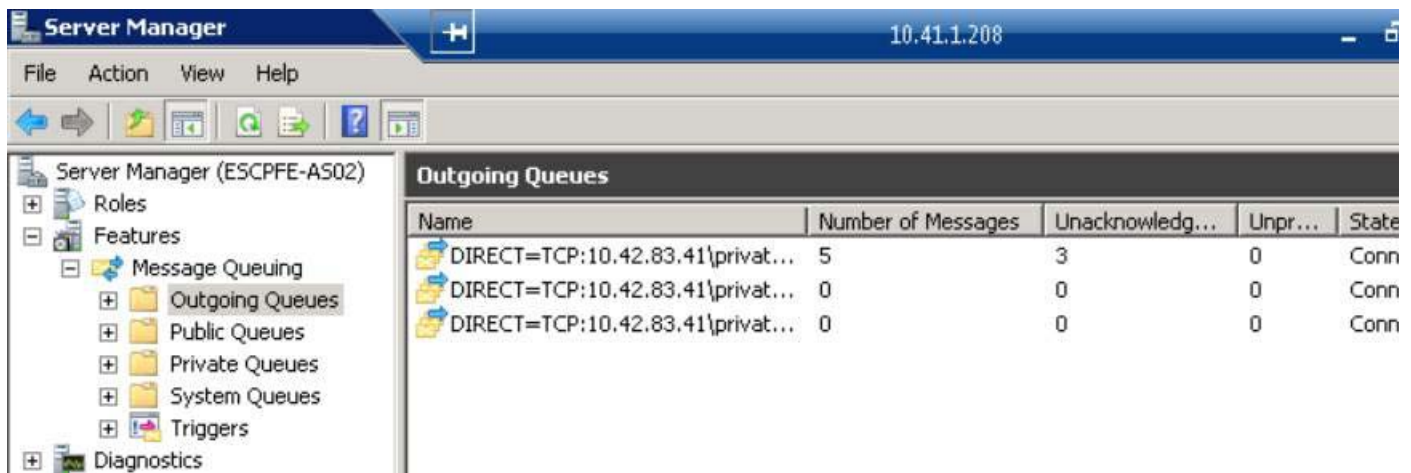 Server Manager
10.41.1.208
File Action View Help
Server Manager (ESCPFE-AS02)
Roles
Features
Message Queuing
Outgoing Queues
Public Queues
Private Queues
System Queues
Triggers
Diagnostics
Outgoing Queues
Name Number of Messages Unacknowledg... Unpr... State
DIRECT=TCP:10.42.83.41\privat... 5 3 0 Conn
DIRECT=TCP:10.42.83.41\privat... 0 0 0 Conn
DIRECT=TCP:10.42.83.41\privat... 0 0 0 Conn